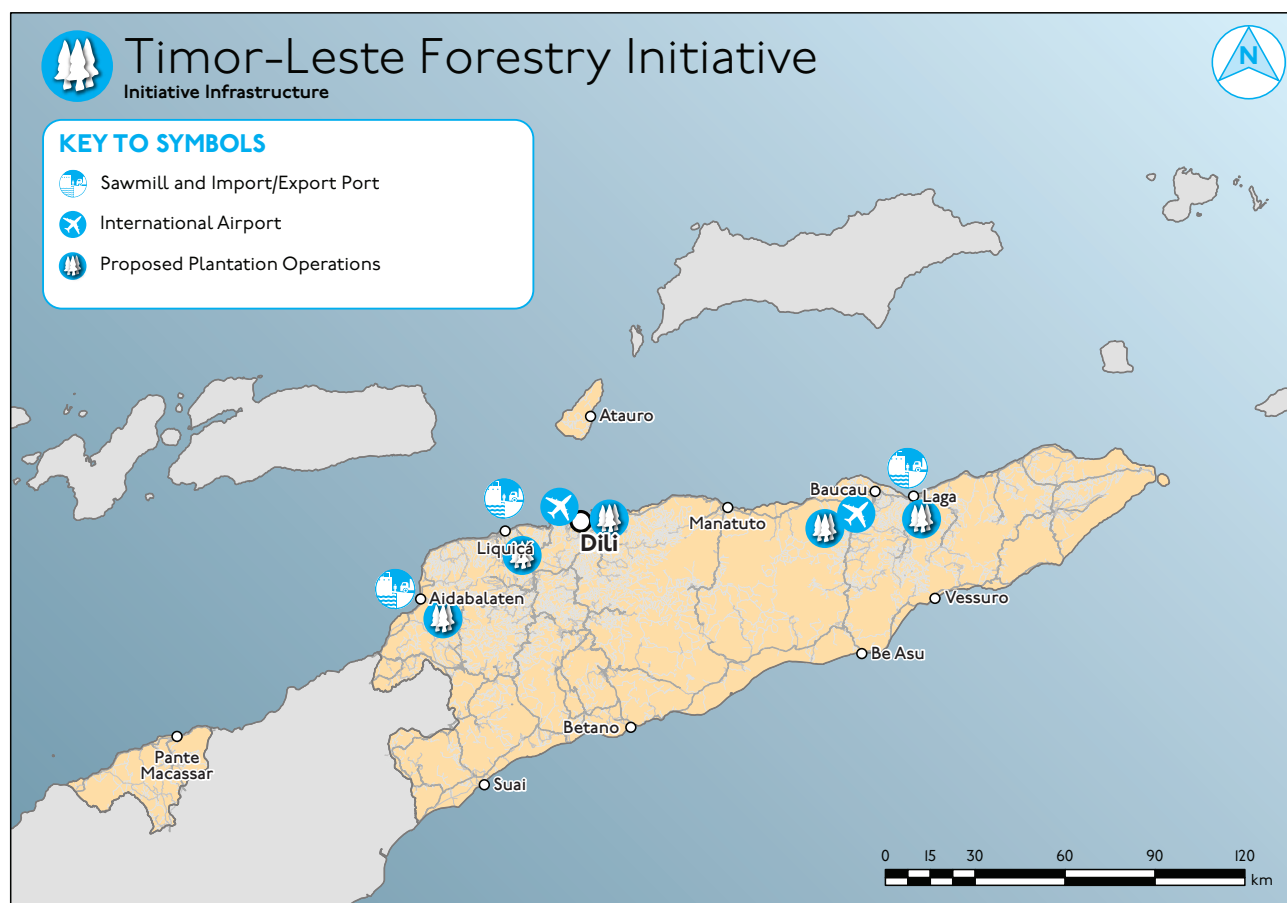 Timor-Leste Forestry Initiative
Initiative Infrastructure
N
KEY TO SYMBOLS
Sawmill and Import/Export Port
International Airport
Proposed Plantation Operations
Atauro
Baucau
Laga
Manatuto
Liquiçá
Dili
Aidabalaten
Vessuro
Be Asu
Betano
Pante
Macassar
Suai
0 15 30 60 90 120
km